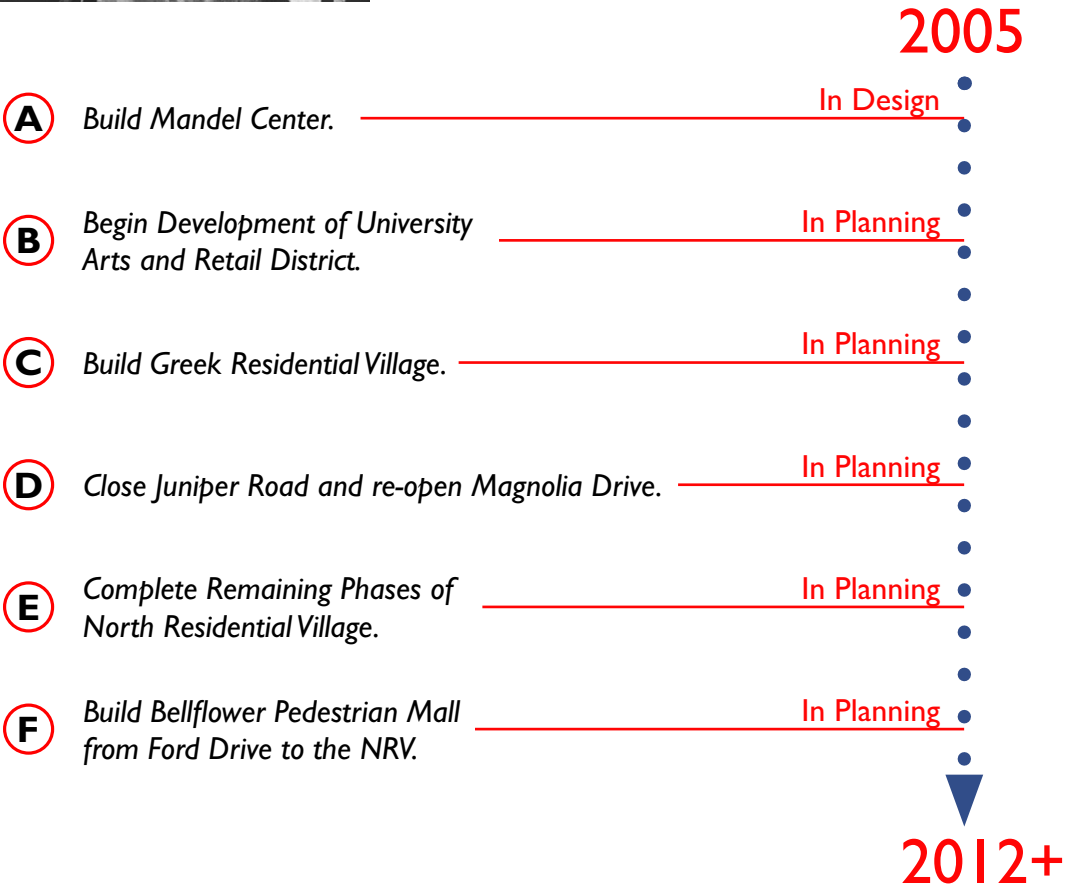 2005
A
Build Mandel Center.
In Design
B
Begin Development of University
Arts and Retail District.
In Planning
C
Build Greek Residential Village.
In Planning
D
Close Juniper Road and re-open Magnolia Drive.
In Planning
E
Complete Remaining Phases of
North Residential Village.
In Planning
F
Build Bellflower Pedestrian Mall
from Ford Drive to the NRV.
In Planning
2012+